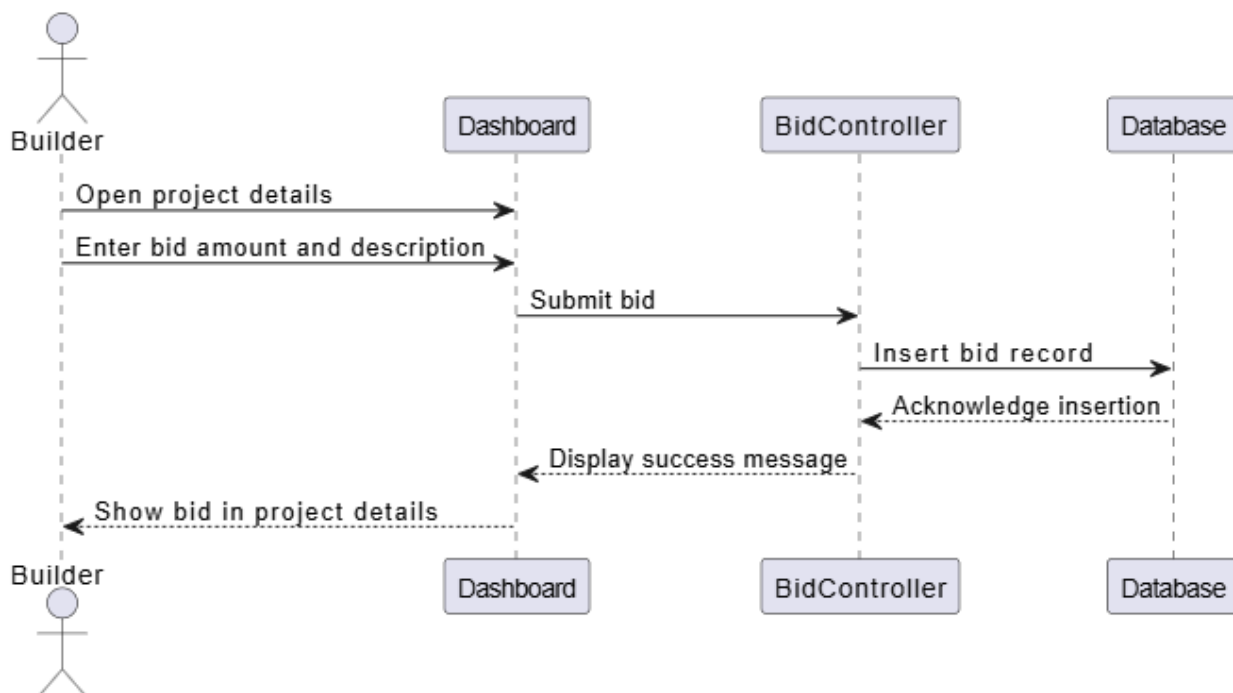 Builder
Dashboard
BidController
Database
Open project details
Enter bid amount and description
Submit bid
Insert bid record
Acknowledge insertion
Display success message
Show bid in project details
Builder
Dashboard
BidController
Database